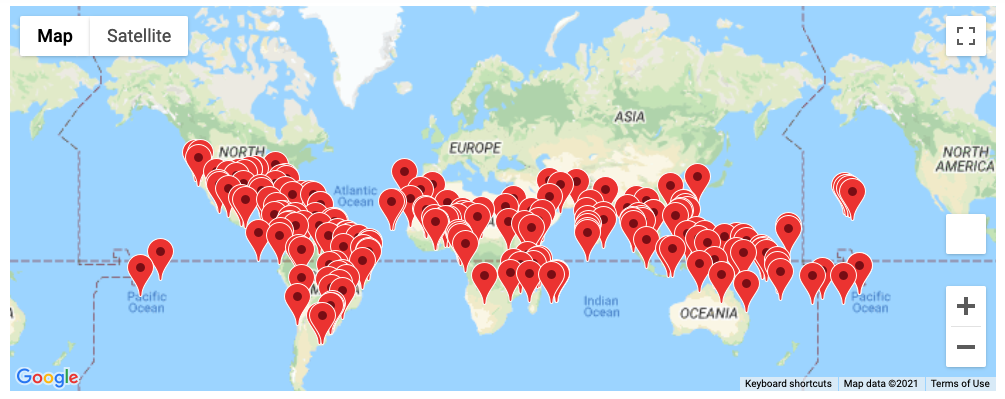 Map
Satellite
NORTH
ASIA
EUROPE
NORTH
AMERICA
Atlantic
Ocean
Pacific
Ocean
Indian
Ocean
OCEANIA
Pacific
Ocean
Google
Keyboard shortcuts
Map data ©2021
Terms of Use